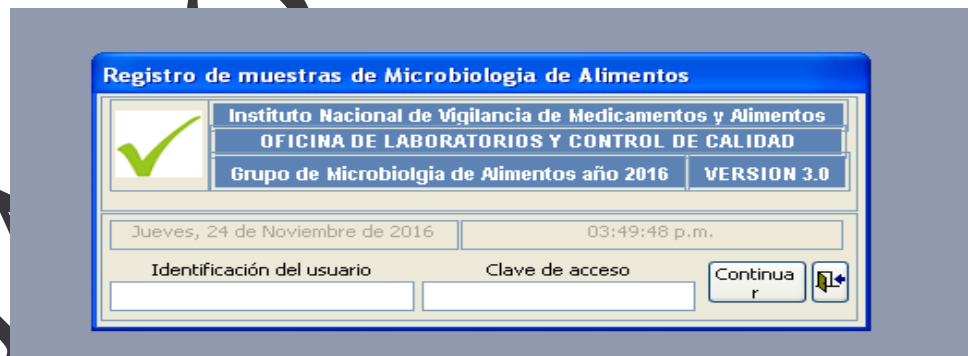 Registro de muestras de Microbiologia de Alimentos
Instituto Nacional de Vigilancia de Medicamentos y Alimentos
OFICINA DE LABORATORIOS Y CONTROL DE CALIDAD
Grupo de Microbiolgia de Alimentos año 2016 VERSION 3.0
Jueves, 24 de Noviembre de 2016 03:49:48 p.m.
Identificación del usuario Clave de acceso
Continua
r